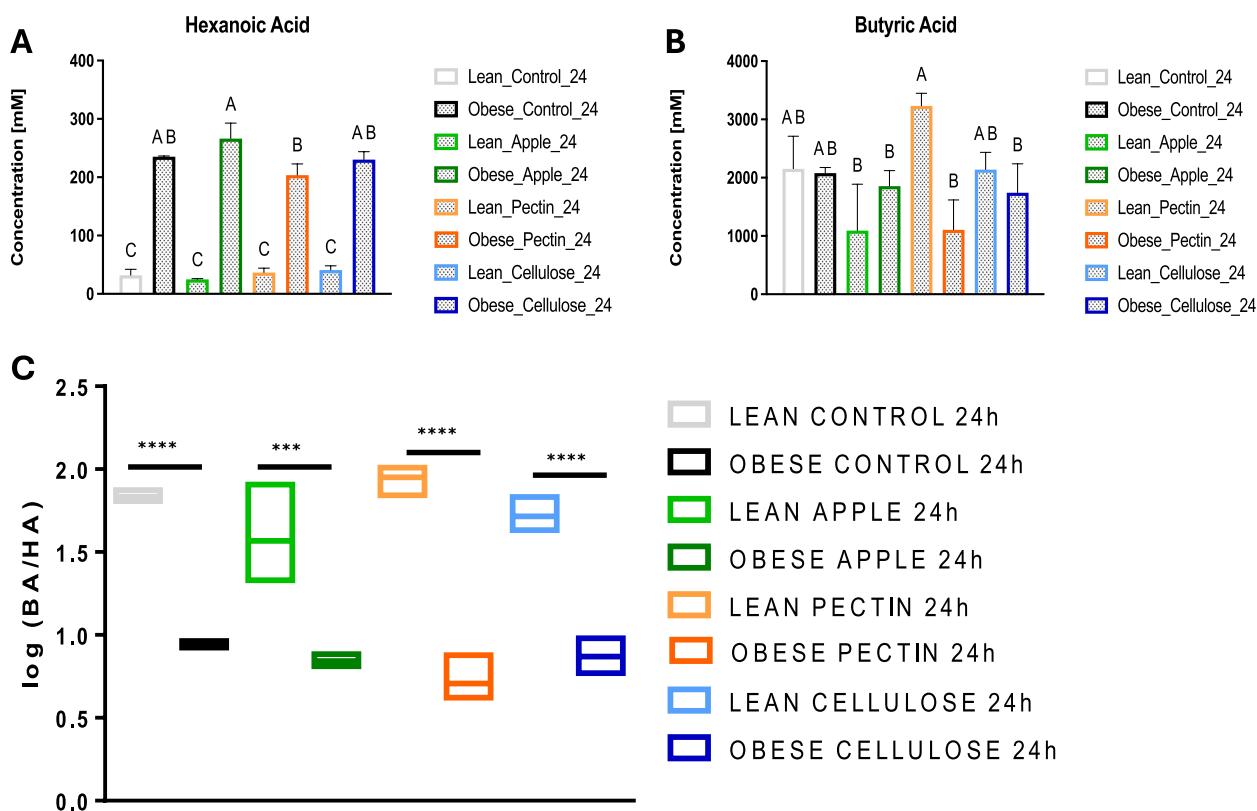 A
Hexanoic Acid
Concentration [mM]
400
300
200
100
0
C
AB
C
A
C
B
C
AB
Lean_Control_24
Obese_Control_24
Lean_Apple_24
Obese_Apple_24
Lean_Pectin_24
Obese_Pectin_24
Lean_Cellulose_24
Obese_Cellulose_24
B
Butyric Acid
Concentration [mM]
4000
3000
2000
1000
0
AB
AB
B
B
A
B
AB
B
Lean_Control_24
Obese_Control_24
Lean_Apple_24
Obese_Apple_24
Lean_Pectin_24
Obese_Pectin_24
Lean_Cellulose_24
Obese_Cellulose_24
C
log (BA/HA)
2.5
2.0
1.5
1.0
0.5
0.0
****
***
****
****
LEAN CONTROL 24h
OBESE CONTROL 24h
LEAN APPLE 24h
OBESE APPLE 24h
LEAN PECTIN 24h
OBESE PECTIN 24h
LEAN CELLULOSE 24h
OBESE CELLULOSE 24h